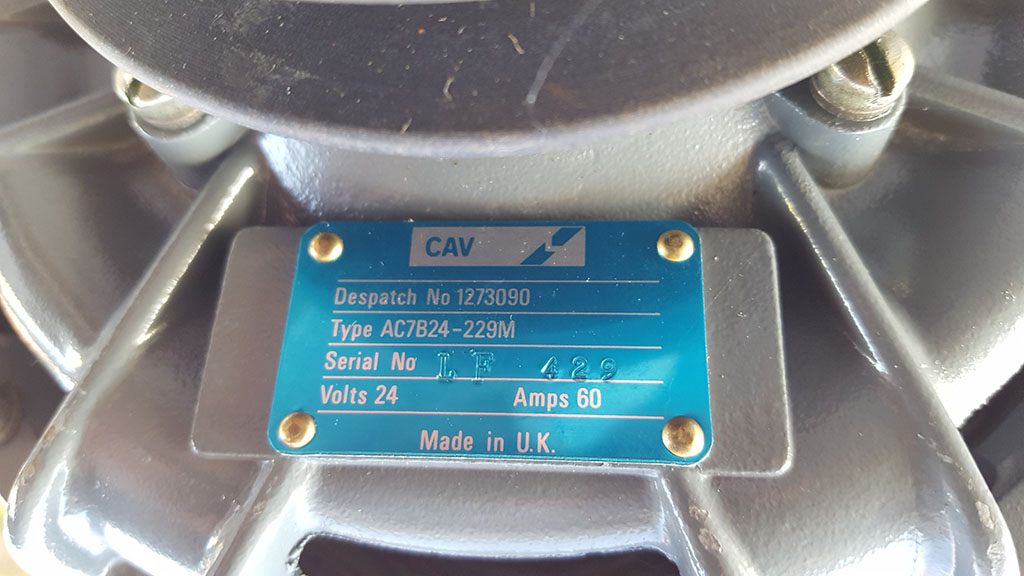 CAV
Despatch No 1273090
Type AC7B24-229M
Serial No LF 429
Volts 24 Amps 60
Made in U.K.